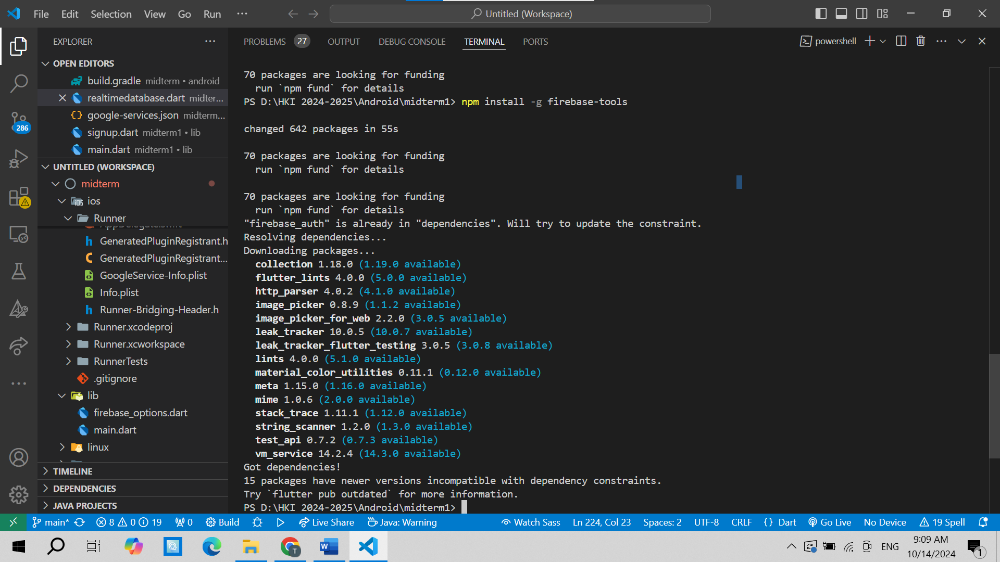 File Edit Selection View Go Run ··· Untitled (Workspace)
EXPLORER
OPEN EDITORS
build.gradle midterm • android
realtimedatabase.dart midter...
google-services.json midterm...
signup.dart midterm1 • lib
main.dart midterm1 • lib
UNTITLED (WORKSPACE)
midterm
ios
Runner
GeneratedPluginRegistrant.h
GeneratedPluginRegistrant...
GoogleService-Info.plist
Info.plist
Runner-Bridging-Header.h
Runner.xcodeproj
Runner.xcworkspace
RunnerTests
.gitignore
lib
firebase_options.dart
main.dart
linux
TIMELINE
DEPENDENCIES
JAVA PROJECTS
286
PROBLEMS 27 OUTPUT DEBUG CONSOLE TERMINAL PORTS powershell
70 packages are looking for funding
run `npm fund` for details
PS D:\HKI 2024-2025\Android\midterm1> npm install -g firebase-tools
changed 642 packages in 55s
70 packages are looking for funding
run `npm fund` for details
70 packages are looking for funding
run `npm fund` for details
"firebase_auth" is already in "dependencies". Will try to update the constraint.
Resolving dependencies...
Downloading packages...
collection 1.18.0 (1.19.0 available)
flutter_lints 4.0.0 (5.0.0 available)
http_parser 4.0.2 (4.1.0 available)
image_picker 0.8.9 (1.1.2 available)
image_picker_for_web 2.2.0 (3.0.5 available)
leak_tracker 10.0.5 (10.0.7 available)
leak_tracker_flutter_testing 3.0.5 (3.0.8 available)
lints 4.0.0 (5.1.0 available)
material_color_utilities 0.11.1 (0.12.0 available)
meta 1.15.0 (1.16.0 available)
mime 1.0.6 (2.0.0 available)
stack_trace 1.11.1 (1.12.0 available)
string_scanner 1.2.0 (1.3.0 available)
test_api 0.7.2 (0.7.3 available)
vm_service 14.2.4 (14.3.0 available)
Got dependencies!
15 packages have newer versions incompatible with dependency constraints.
Try `flutter pub outdated` for more information.
PS D:\HKI 2024-2025\Android\midterm1>
main* 8 0 19 0 Build Live Share Java: Warning Watch Sass Ln 224, Col 23 Spaces: 2 UTF-8 CRLF {} Dart Go Live No Device 19 Spell
T W ENG
9:09 AM
10/14/2024
1